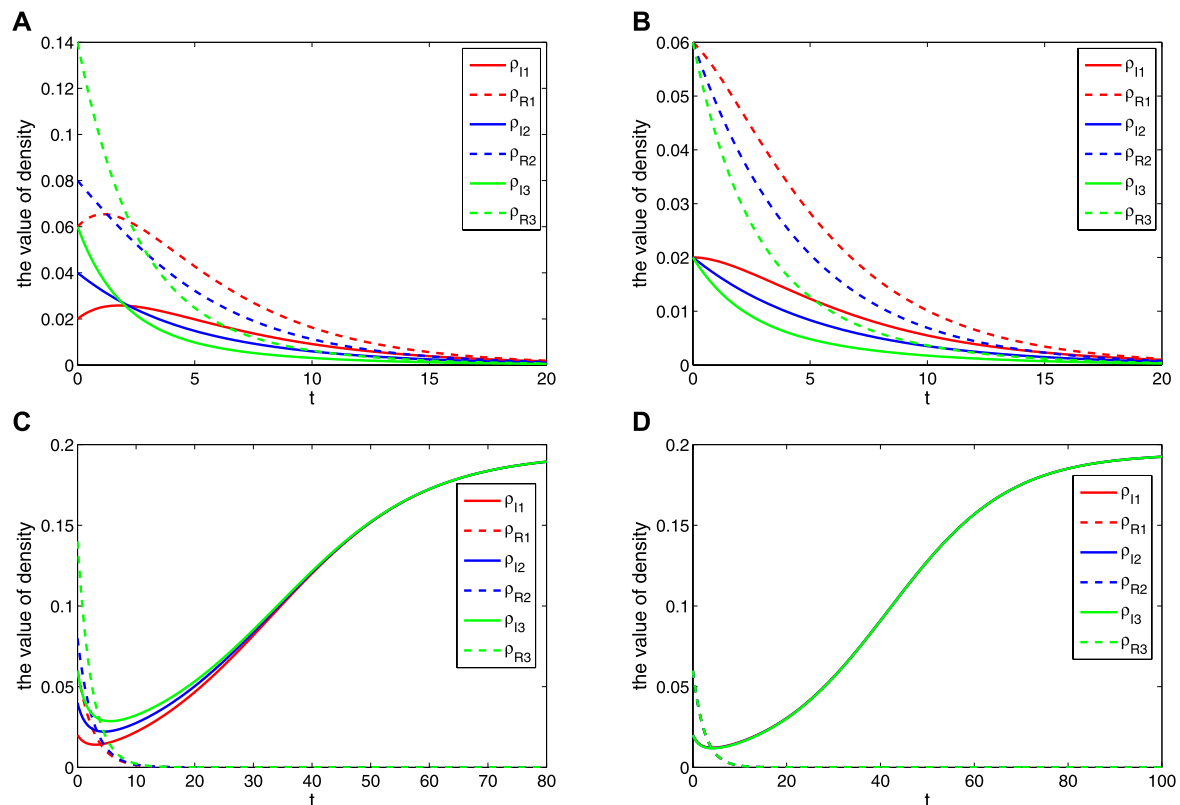 A
the value of density
0.14
0.12
0.1
0.08
0.06
0.04
0.02
0
0 5 10 15 20
t
ρI1
ρR1
ρI2
ρR2
ρI3
ρR3
B
the value of density
0.06
0.05
0.04
0.03
0.02
0.01
0
0 5 10 15 20
t
ρI1
ρR1
ρI2
ρR2
ρI3
ρR3
C
the value of density
0.2
0.15
0.1
0.05
0
0 10 20 30 40 50 60 70 80
t
ρI1
ρR1
ρI2
ρR2
ρI3
ρR3
D
the value of density
0.2
0.15
0.1
0.05
0
0 20 40 60 80 100
t
ρI1
ρR1
ρI2
ρR2
ρI3
ρR3